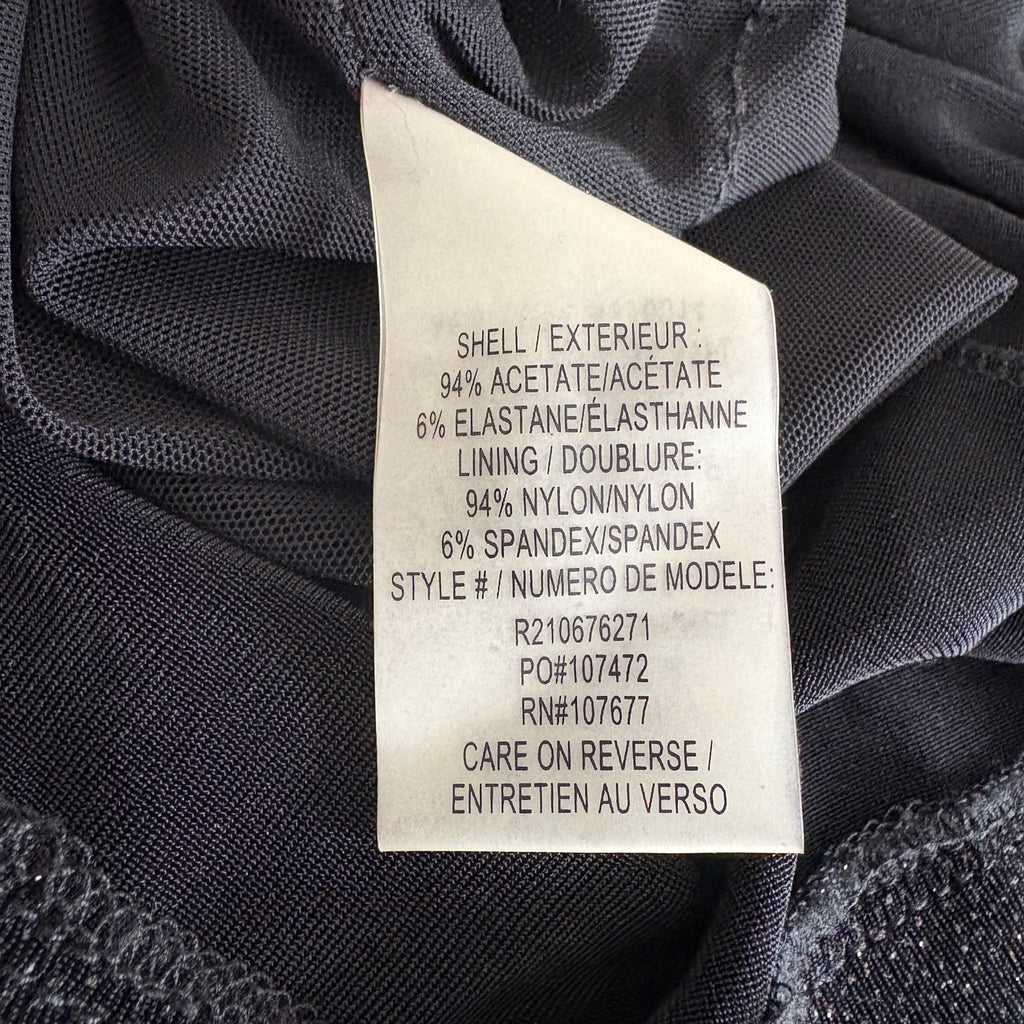 SHELL / EXTERIEUR :
94% ACETATE/ACÉTATE
6% ELASTANE/ÉLASTHANNE
LINING / DOUBLURE:
94% NYLON/NYLON
6% SPANDEX/SPANDEX
STYLE # / NUMERO DE MODELE:
R210676271
PO#107472
RN#107677
CARE ON REVERSE /
ENTRETIEN AU VERSO